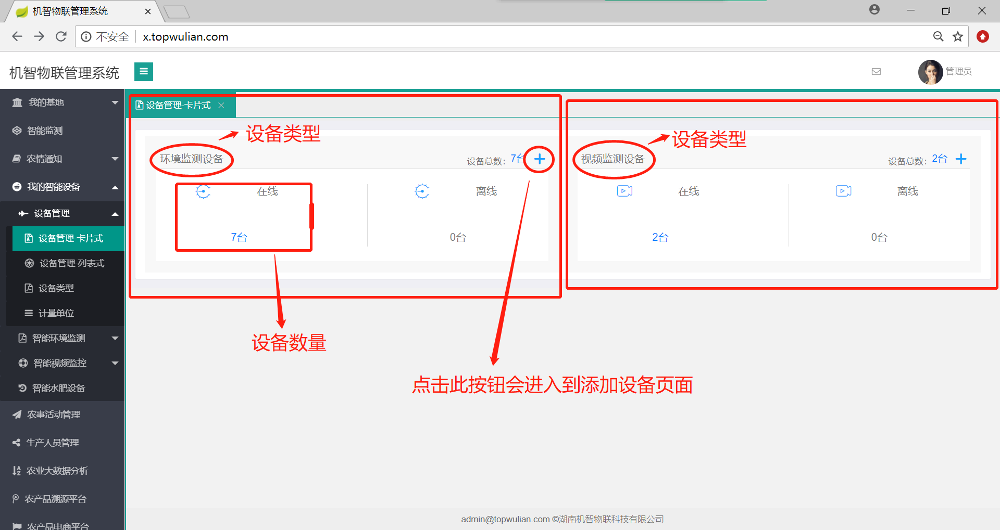 机智物联管理系统
不安全
x.topwulian.com
机智物联管理系统
管理员
我的基地
智能监测
农情通知
我的智能设备
设备管理
设备管理-卡片式
设备管理-列表式
设备类型
计量单位
智能环境监测
智能视频监控
智能水肥设备
农事活动管理
生产人员管理
农业大数据分析
农产品溯源平台
农产品电商平台
设备管理-卡片式
设备类型
环境监测设备
设备总数：7台
在线
7台
离线
0台
设备类型
视频监测设备
设备总数：2台
在线
2台
离线
0台
设备数量
点击此按钮会进入到添加设备页面
admin@topwulian.com ©湖南机智物联科技有限公司